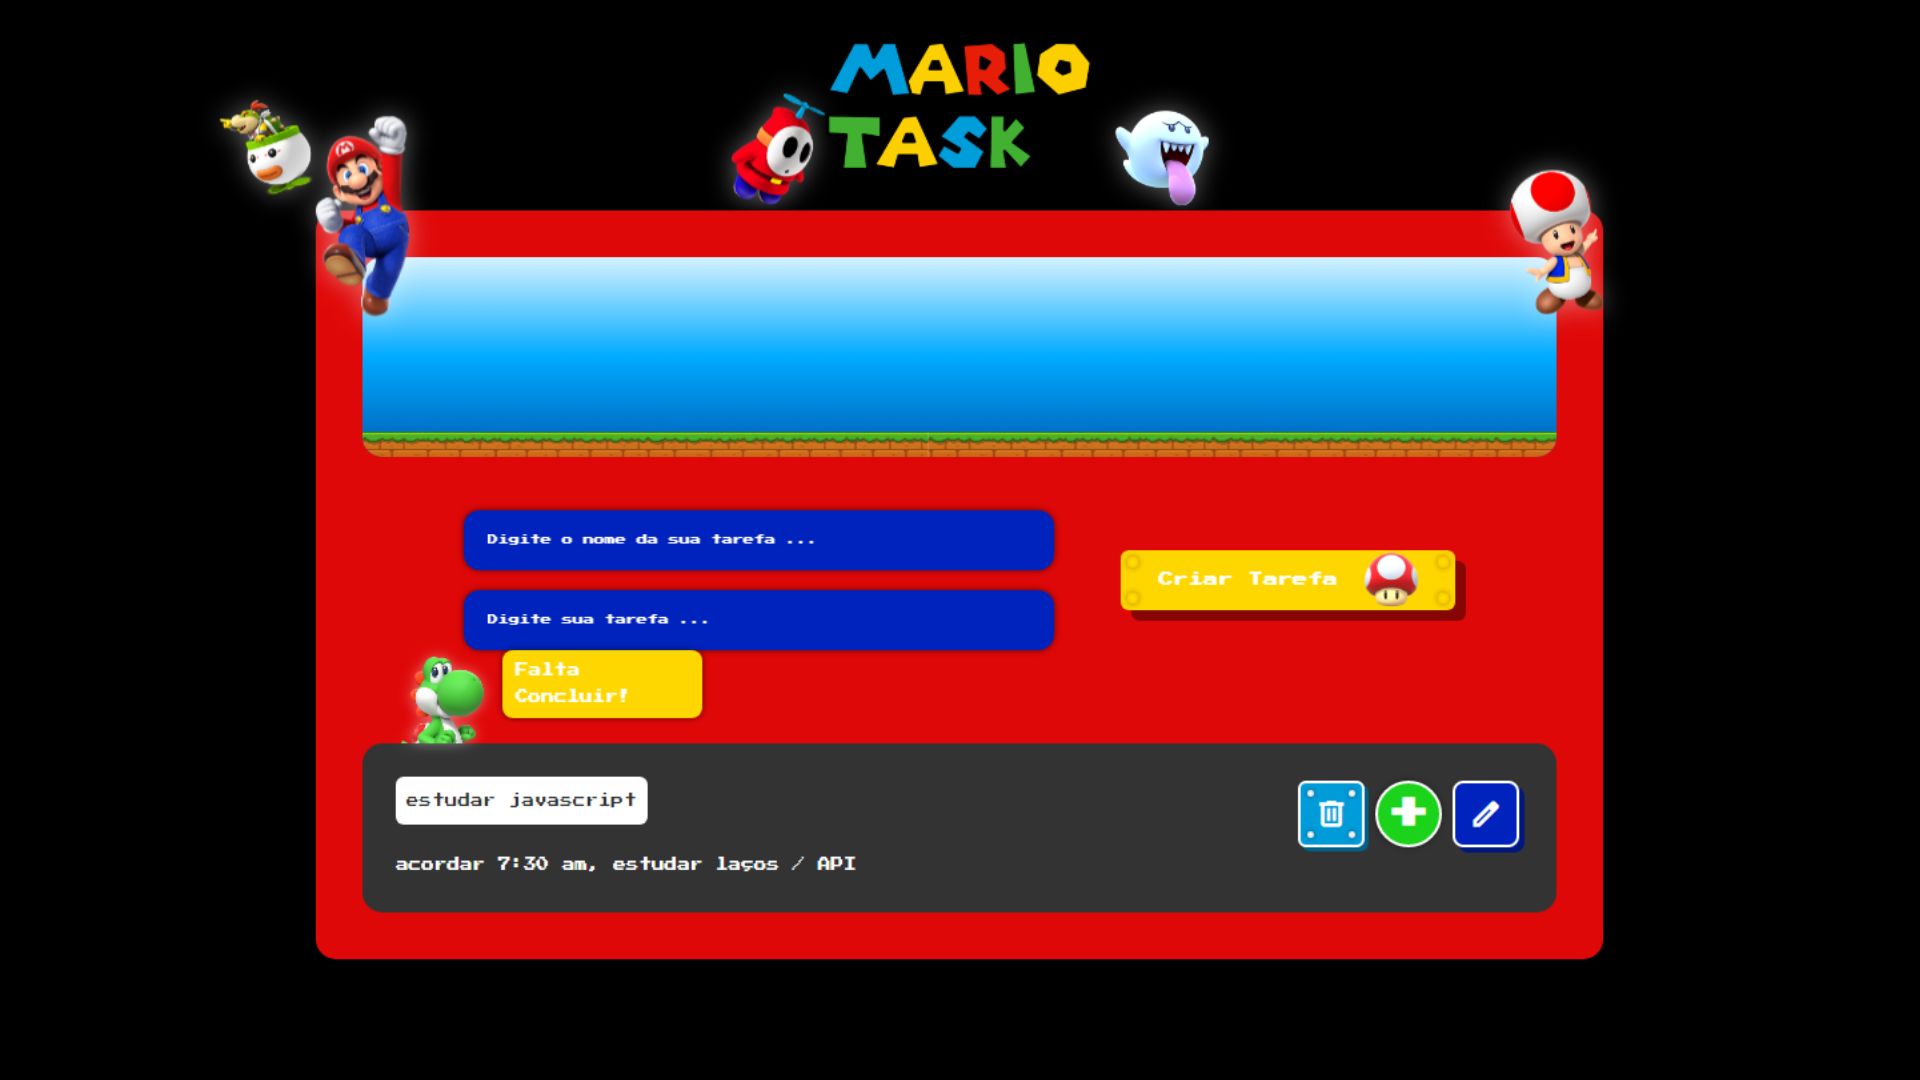 MARIO
TASK
Digite o nome da sua tarefa ...
Criar Tarefa
Digite sua tarefa ...
Falta
Concluir!
estudar javascript
acordar 7:30 am, estudar laços / API